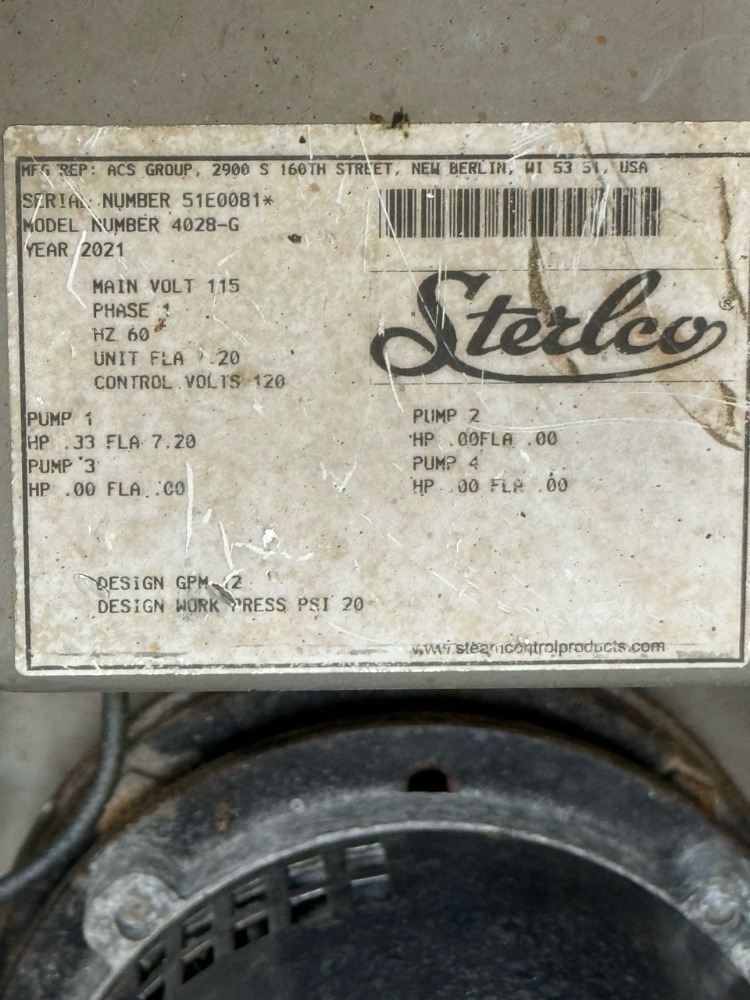 MFG REP: ACS GROUP, 2900 S 160TH STREET, NEW BERLIN, WI USA
SERIAL NUMBER 51E0081*
MODEL NUMBER 4028-G
YEAR 2021
Sterlco®
MAIN VOLT 115
PHASE 1
HZ 60
UNIT FLA 7.20
CONTROL VOLTS 120
PUMP 1
HP .33 FLA 7.20
PUMP 2
HP .00FLA .00
PUMP 3
HP .00 FLA .00
PUMP 4
HP .00 FLA .00
DESIGN GPM
DESIGN WORK PRESS PSI 20
www.steamcontrolproducts.com